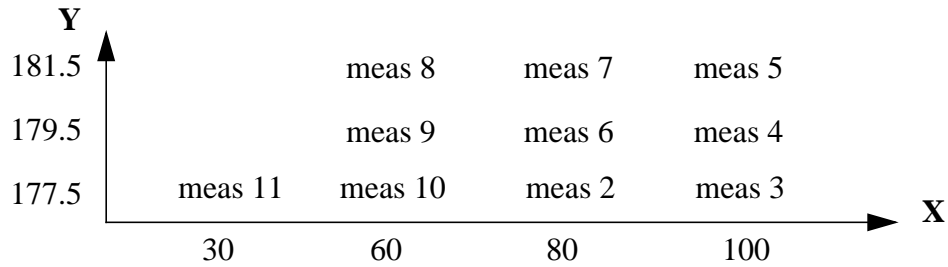 Y
181.5 meas 8 meas 7 meas 5
179.5 meas 9 meas 6 meas 4
177.5 meas 11 meas 10 meas 2 meas 3
X
30 60 80 100